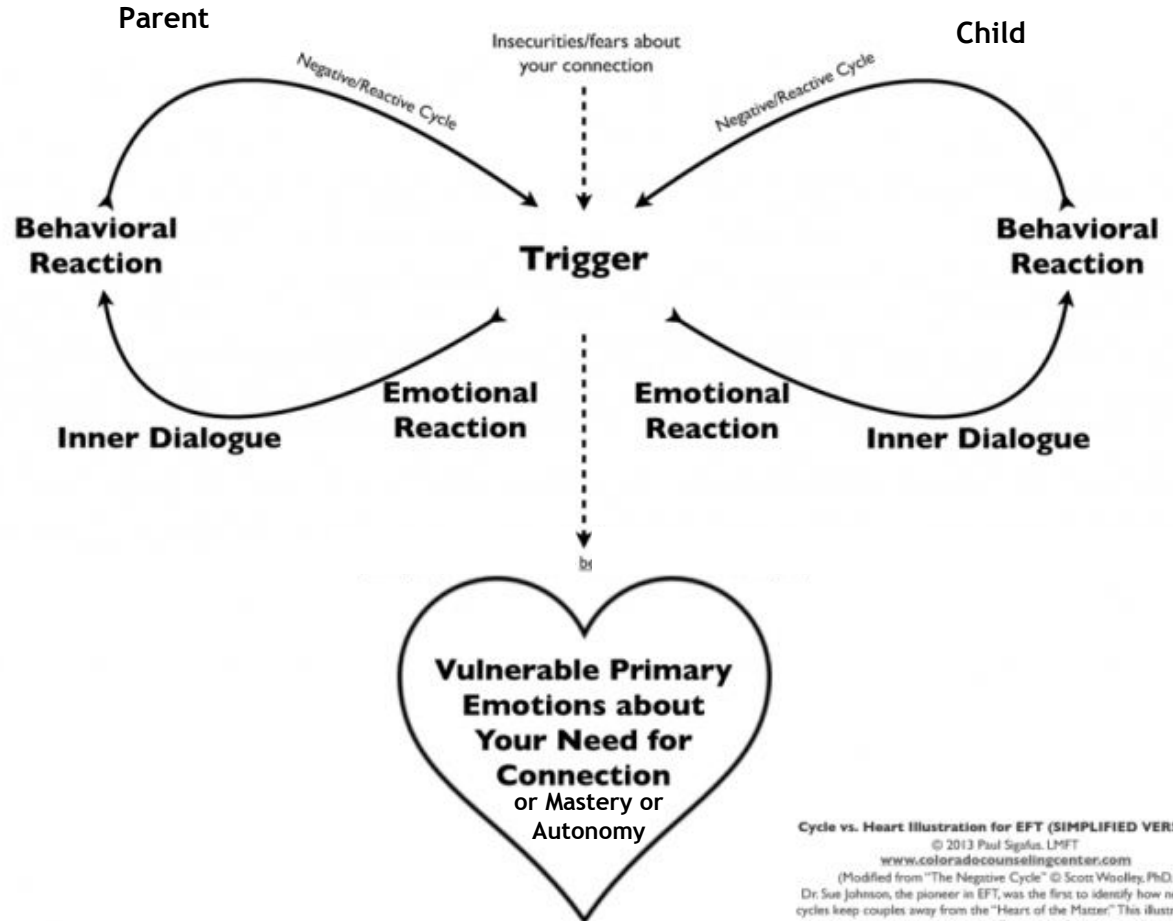 Parent
Insecurities/fears about
your connection
Child
Negative/Reactive Cycle
Negative/Reactive Cycle
Behavioral
Reaction
Trigger
Behavioral
Reaction
Emotional
Reaction
Emotional
Reaction
Inner Dialogue
Inner Dialogue
be
Vulnerable Primary
Emotions about
Your Need for
Connection
or Mastery or
Autonomy
Cycle vs. Heart Illustration for EFT (SIMPLIFIED VER
© 2013 Paul Sigafus. LMFT
www.coloradocounselingcenter.com
(Modified from "The Negative Cycle" © Scott Woolley, PhD.
Dr. Sue Johnson, the pioneer in EFT, was the first to identify how
cycles keep couples away from the "Heart of the Matter." This